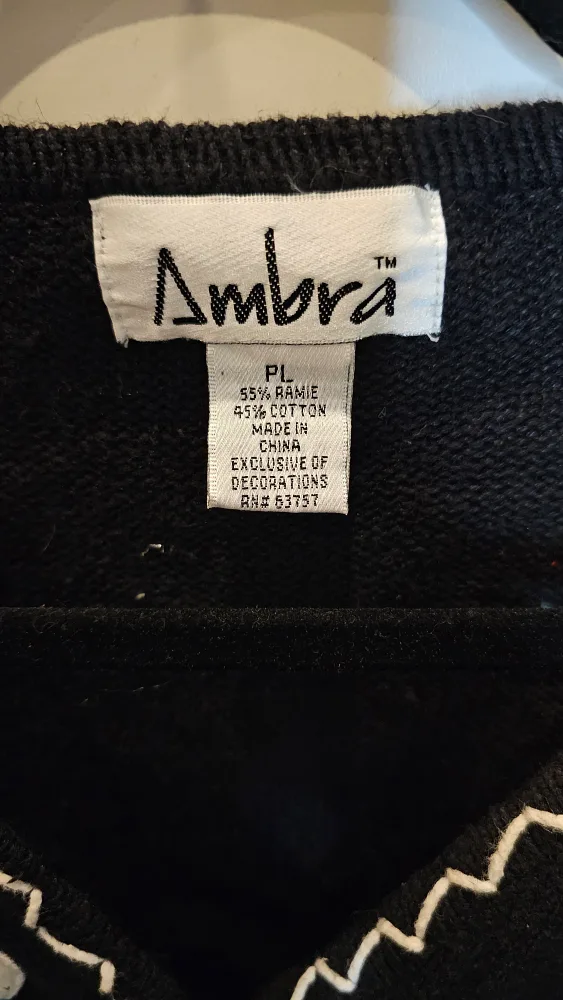 Ambra™
PL
55% RAMIE
45% COTTON
MADE IN
CHINA
EXCLUSIVE OF
DECORATIONS
RN# 63757